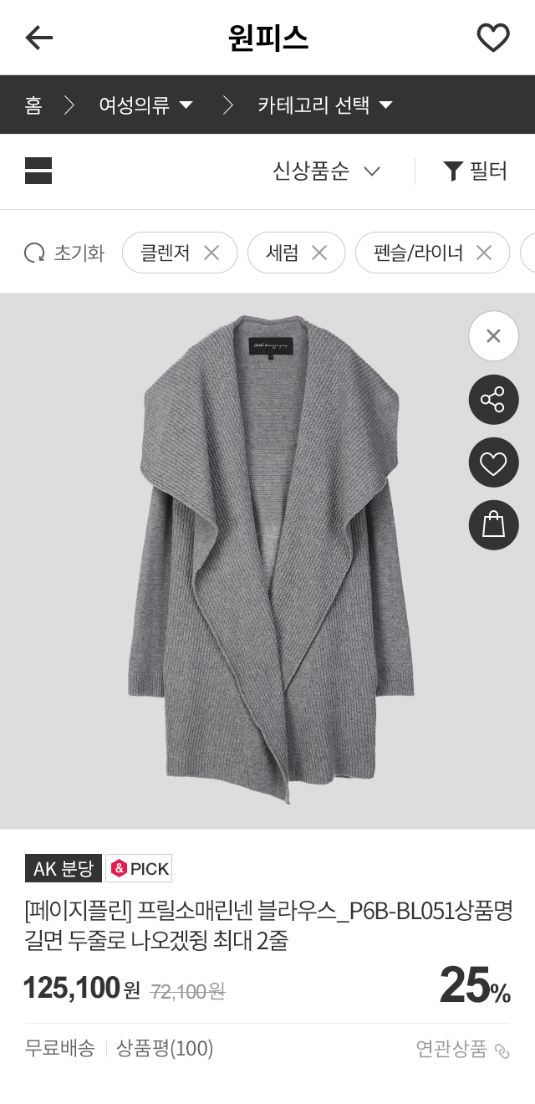 원피스
홈 여성의류 카테고리 선택
신상품순 필터
초기화 클렌저 세럼 펜슬/라이너
AK 분당 & PICK
[페이지플린] 프릴소매린넨 블라우스_P6B-BL051상품명
길면 두줄로 나오겠죙 최대 2줄
125,100원 72,100원 25%
무료배송 상품평(100) 연관상품